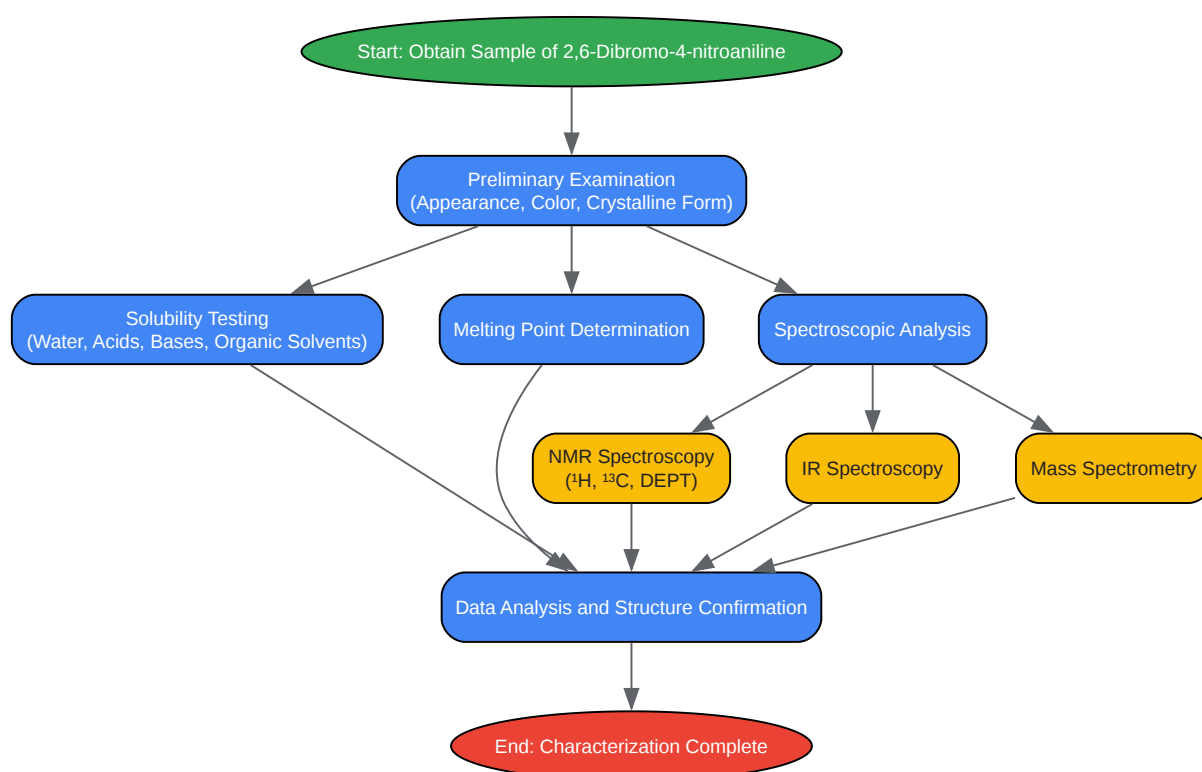 Start: Obtain Sample of 2,6-Dibromo-4-nitroaniline
Preliminary Examination
(Appearance, Color, Crystalline Form)
Solubility Testing
(Water, Acids, Bases, Organic Solvents)
Melting Point Determination
Spectroscopic Analysis
NMR Spectroscopy
(¹H, ¹³C, DEPT)
IR Spectroscopy
Mass Spectrometry
Data Analysis and Structure Confirmation
End: Characterization Complete